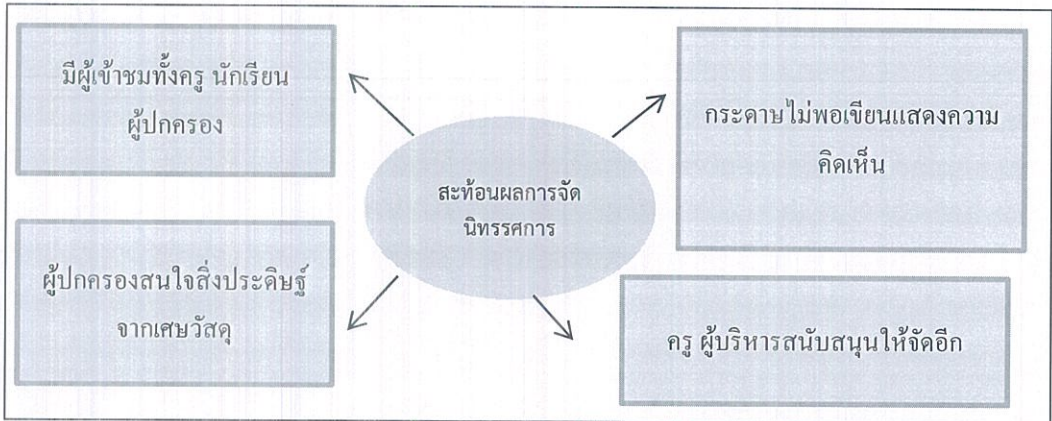 มีผู้เข้าชมทั้งครู นักเรียน
ผู้ปกครอง
กระดาษไม่พอเขียนแสดงความ
คิดเห็น
สะท้อนผลการจัด
นิทรรศการ
ผู้ปกครองสนใจสิ่งประดิษฐ์
จากเศษวัสดุ
ครู ผู้บริหารสนับสนุนให้จัดอีก